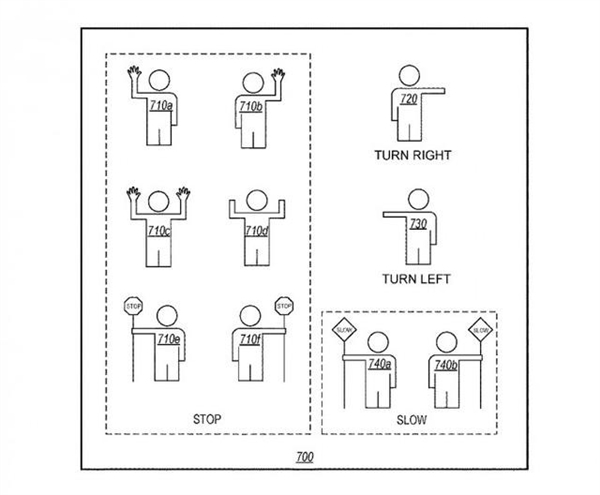 710a 710b
710c 710d
STOP STOP
710e 710f
STOP
720
TURN RIGHT
730
TURN LEFT
SLOW SLOW
740a 740b
SLOW
700